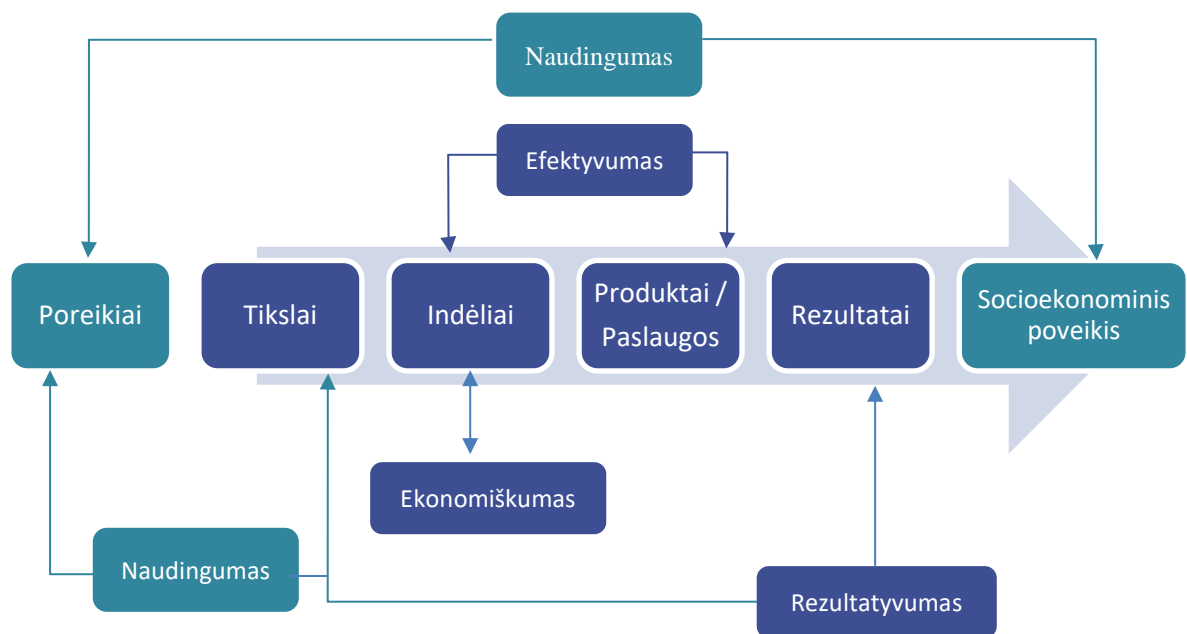 Naudingumas
Efektyvumas
Poreikiai
Tikslai
Indėliai
Produktai /
Paslaugos
Rezultatai
Socioekonominis
poveikis
Ekonomiškumas
Naudingumas
Rezultatyvumas